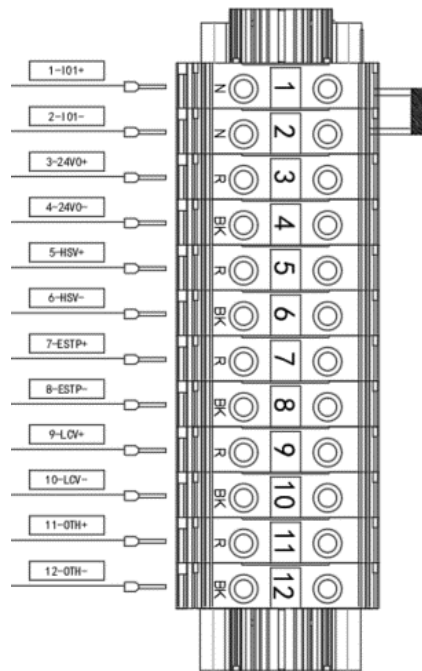 1-IO1+ N 1
2-IO1- N 2
3-24VO+ R 3
4-24VO- BK 4
5-HSV+ R 5
6-HSV- BK 6
7-ESTP+ R 7
8-ESTP- BK 8
9-LCV+ R 9
10-LCV- BK 10
11-OTH+ R 11
12-OTH- BK 12